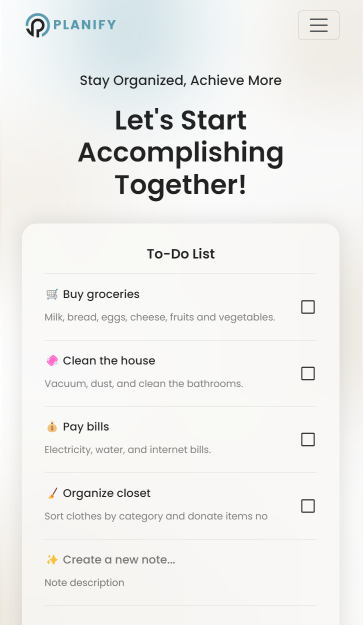 PLANIFY
Stay Organized, Achieve More
Let's Start
Accomplishing
Together!
To-Do List
🛒 Buy groceries
Milk, bread, eggs, cheese, fruits and vegetables.
🧼 Clean the house
Vacuum, dust, and clean the bathrooms.
💰 Pay bills
Electricity, water, and internet bills.
🧹 Organize closet
Sort clothes by category and donate items no
✨ Create a new note...
Note description